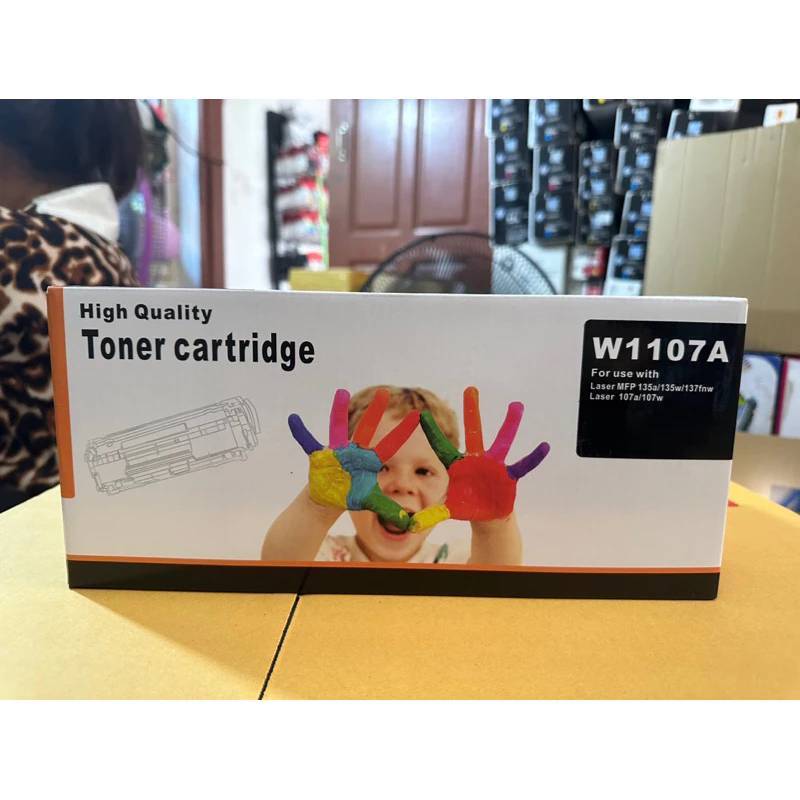 High Quality
Toner cartridge
W1107A
For use with
Laser MFP 135a/135w/137fnw
Laser 107a/107w